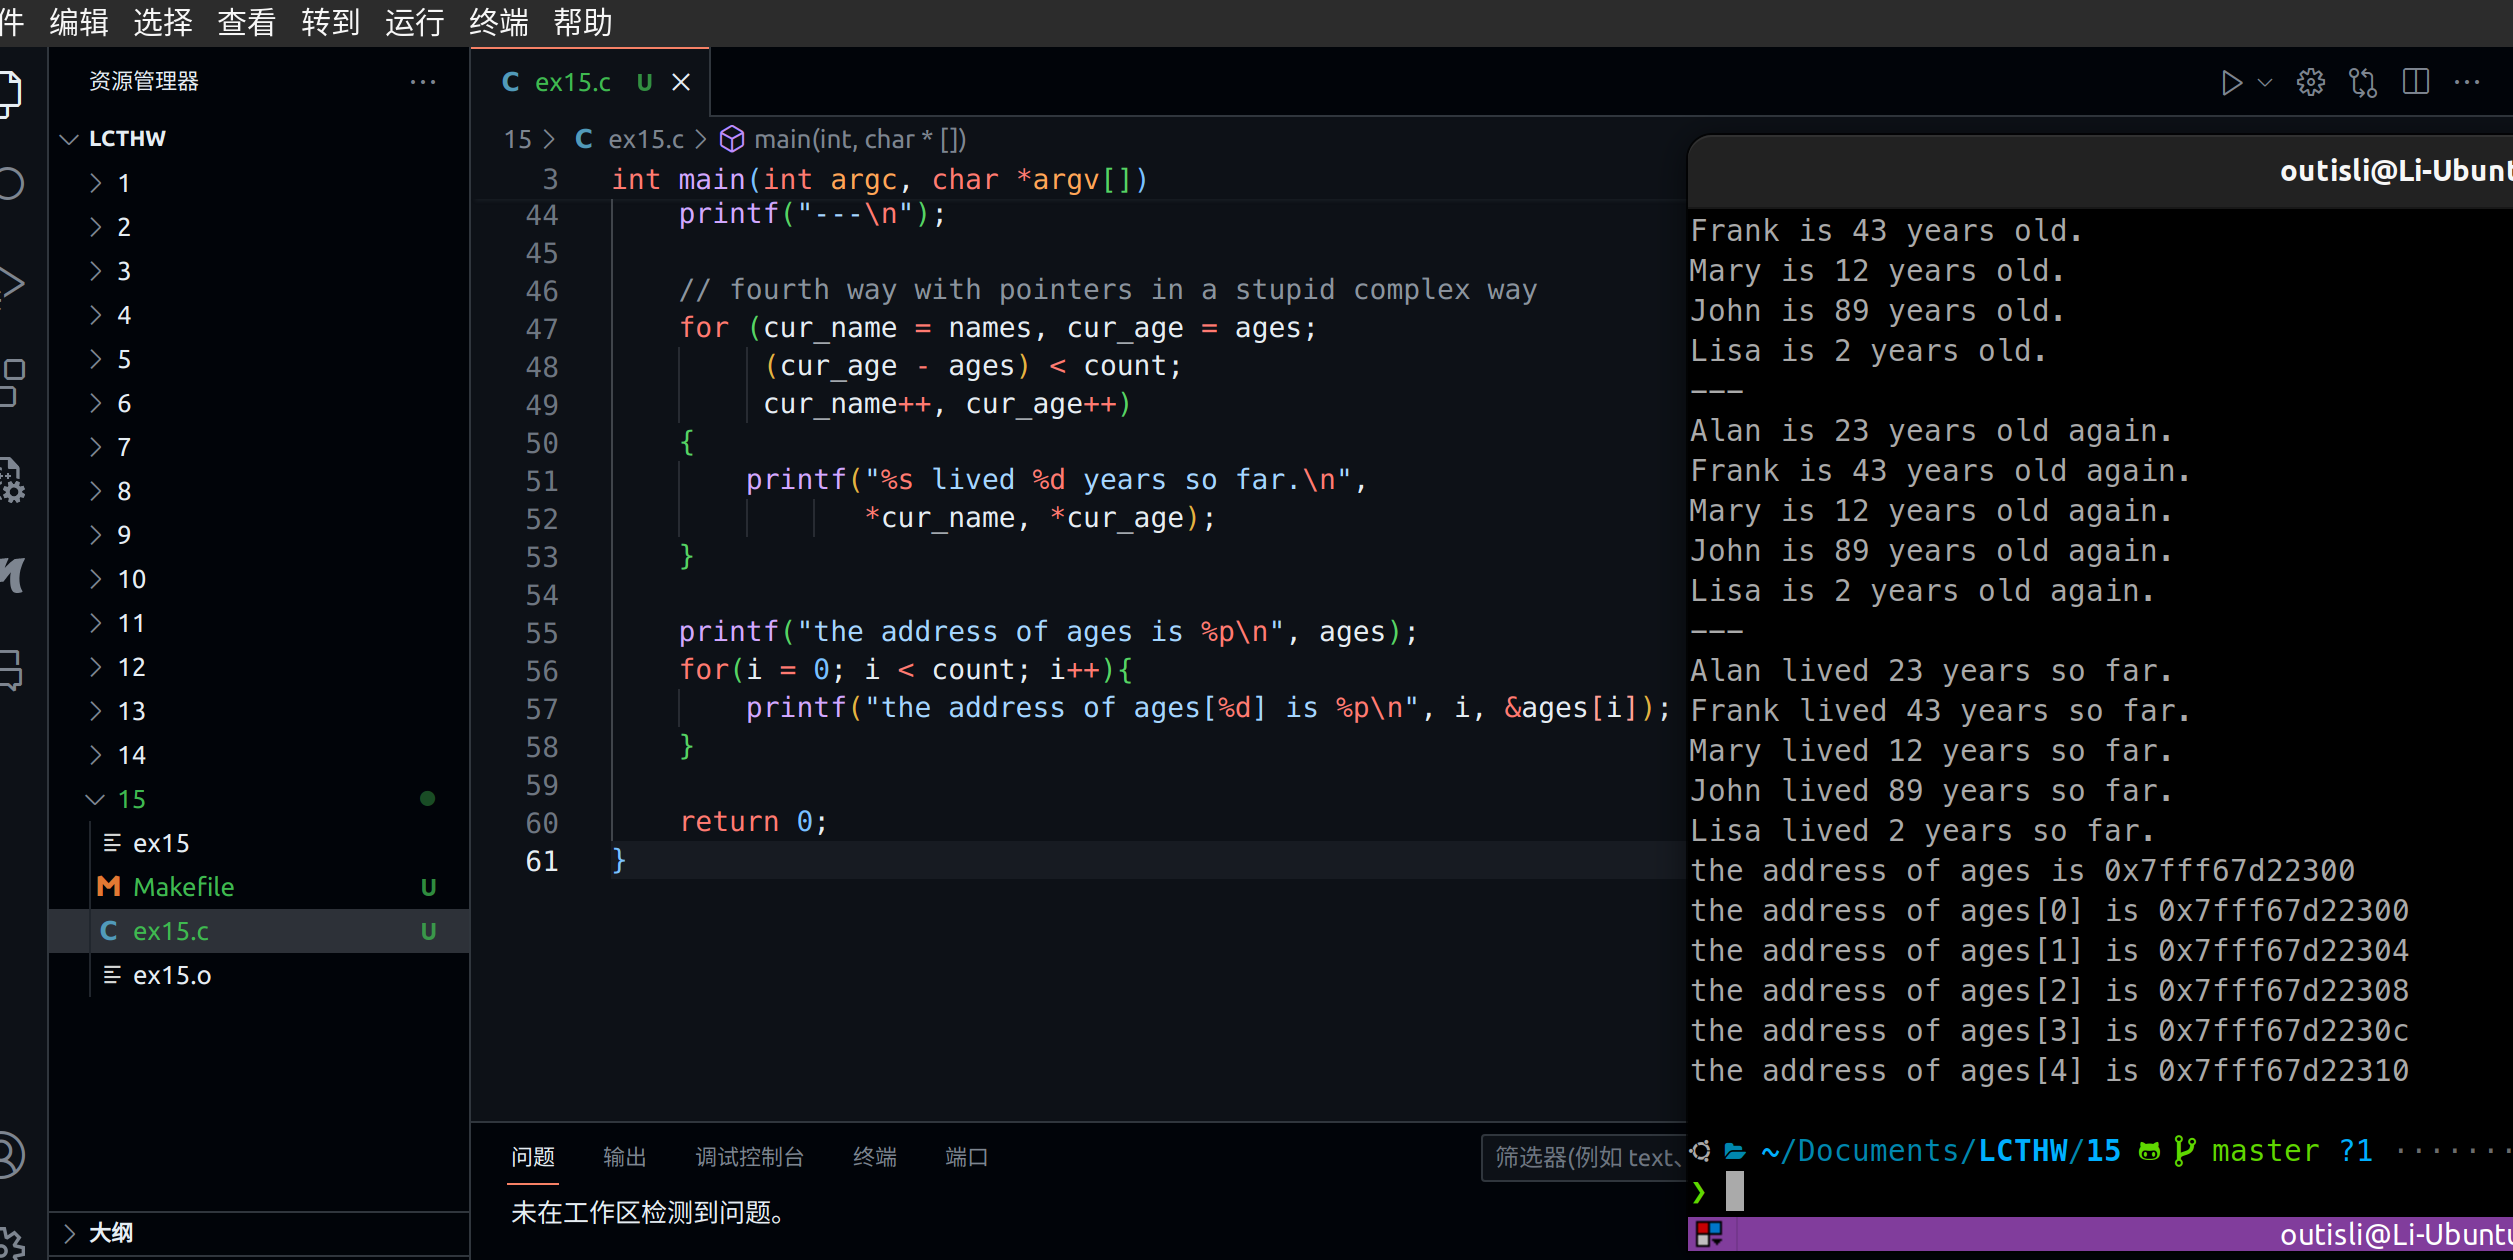 件 编辑 选择 查看 转到 运行 终端 帮助
资源管理器
LCTHW
1
2
3
4
5
6
7
8
9
10
11
12
13
14
15
ex15
Makefile U
ex15.c U
ex15.o
大纲
ex15.c U
15 > ex15.c > main(int, char * [])
3 int main(int argc, char *argv[])
44 printf("---\n");
45
46 // fourth way with pointers in a stupid complex way
47 for (cur_name = names, cur_age = ages;
48 (cur_age - ages) < count;
49 cur_name++, cur_age++)
50 {
51 printf("%s lived %d years so far.\n",
52 *cur_name, *cur_age);
53 }
54
55 printf("the address of ages is %p\n", ages);
56 for(i = 0; i < count; i++){
57 printf("the address of ages[%d] is %p\n", i, &ages[i]);
58 }
59
60 return 0;
61 }
问题 输出 调试控制台 终端 端口
筛选器(例如 text、
未在工作区检测到问题。
outisli@Li-Ubunt
Frank is 43 years old.
Mary is 12 years old.
John is 89 years old.
Lisa is 2 years old.
---
Alan is 23 years old again.
Frank is 43 years old again.
Mary is 12 years old again.
John is 89 years old again.
Lisa is 2 years old again.
---
Alan lived 23 years so far.
Frank lived 43 years so far.
Mary lived 12 years so far.
John lived 89 years so far.
Lisa lived 2 years so far.
the address of ages is 0x7fff67d22300
the address of ages[0] is 0x7fff67d22300
the address of ages[1] is 0x7fff67d22304
the address of ages[2] is 0x7fff67d22308
the address of ages[3] is 0x7fff67d2230c
the address of ages[4] is 0x7fff67d22310
~/Documents/LCTHW/15 master ?1 ·······
❯
outisli@Li-Ubuntu